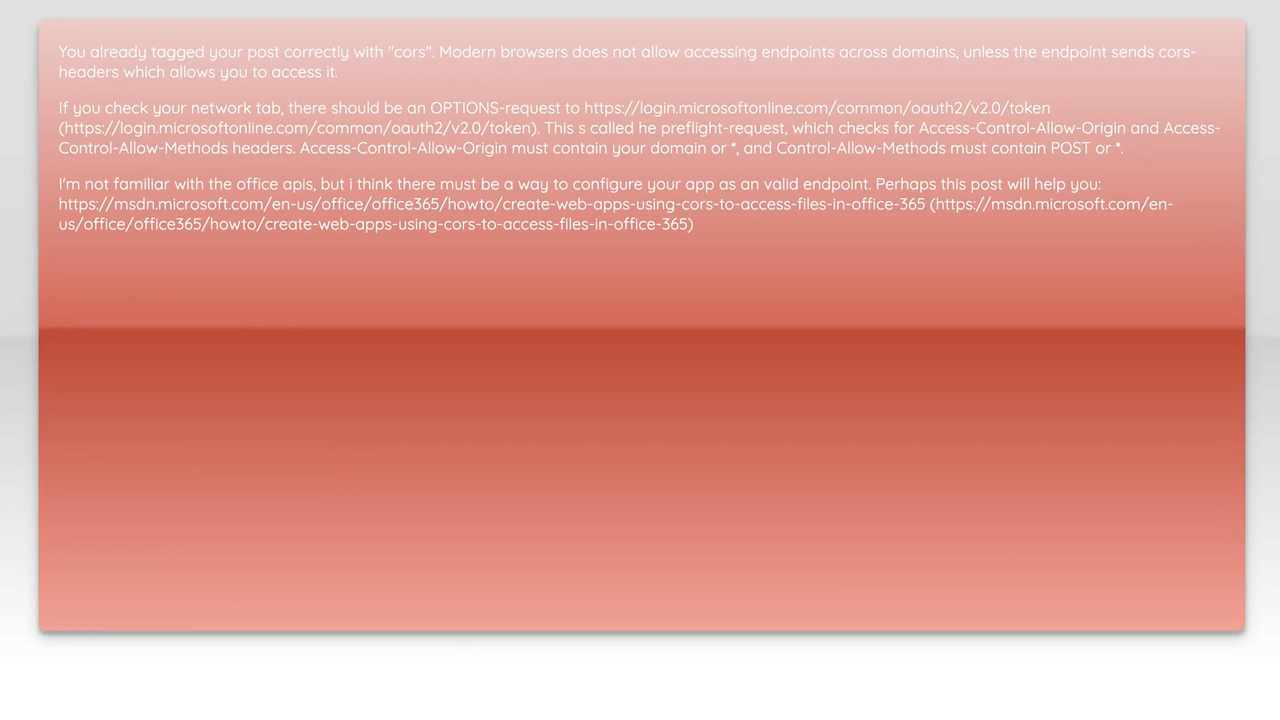 You already tagged your post correctly with "cors". Modern browsers does not allow accessing endpoints across domains, unless the endpoint sends cors-
headers which allows you to access it.
If you check your network tab, there should be an OPTIONS-request to https://login.microsoftonline.com/common/oauth2/v2.0/token
(https://login.microsoftonline.com/common/oauth2/v2.0/token). This s called he preflight-request, which checks for Access-Control-Allow-Origin and Access-
Control-Allow-Methods headers. Access-Control-Allow-Origin must contain your domain or *, and Control-Allow-Methods must contain POST or *.
I'm not familiar with the office apis, but i think there must be a way to configure your app as an valid endpoint. Perhaps this post will help you:
https://msdn.microsoft.com/en-us/office/office365/howto/create-web-apps-using-cors-to-access-files-in-office-365 (https://msdn.microsoft.com/en-
us/office/office365/howto/create-web-apps-using-cors-to-access-files-in-office-365)